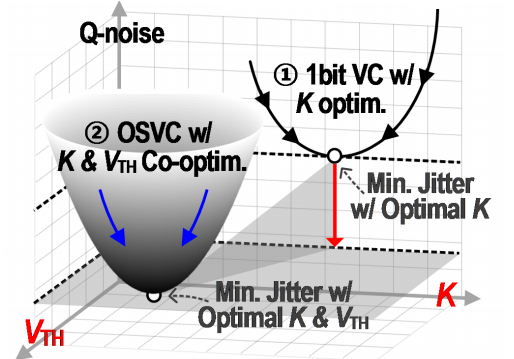 Q-noise
① 1bit VC w/
K optim.
② OSVC w/
K & VTH Co-optim.
Min. Jitter
w/ Optimal K
Min. Jitter w/
Optimal K & VTH
K
VTH